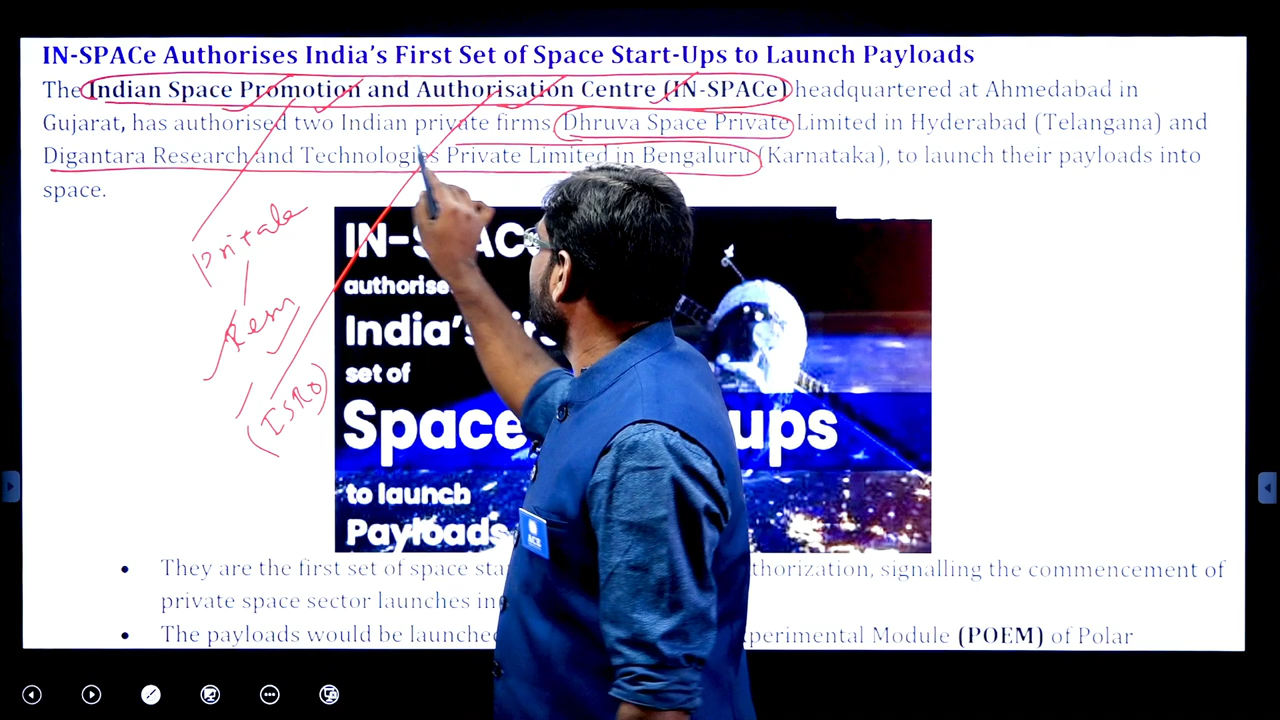 IN-SPACe Authorises India's First Set of Space Start-Ups to Launch Payloads
The Indian Space Promotion and Authorisation Centre (IN-SPACe) headquartered at Ahmedabad in
Gujarat, has authorised two Indian private firms Dhruva Space Private Limited in Hyderabad (Telangana) and
Digantara Research and Technologies Private Limited in Bengaluru (Karnataka), to launch their payloads into
space.
Private
(ISRO)
IN-SPACe
authorise
India's
set of
Space ups
to launch
Payloads
They are the first set of space sta thorization, signalling the commencement of
private space sector launches in
The payloads would be launched perimental Module (POEM) of Polar